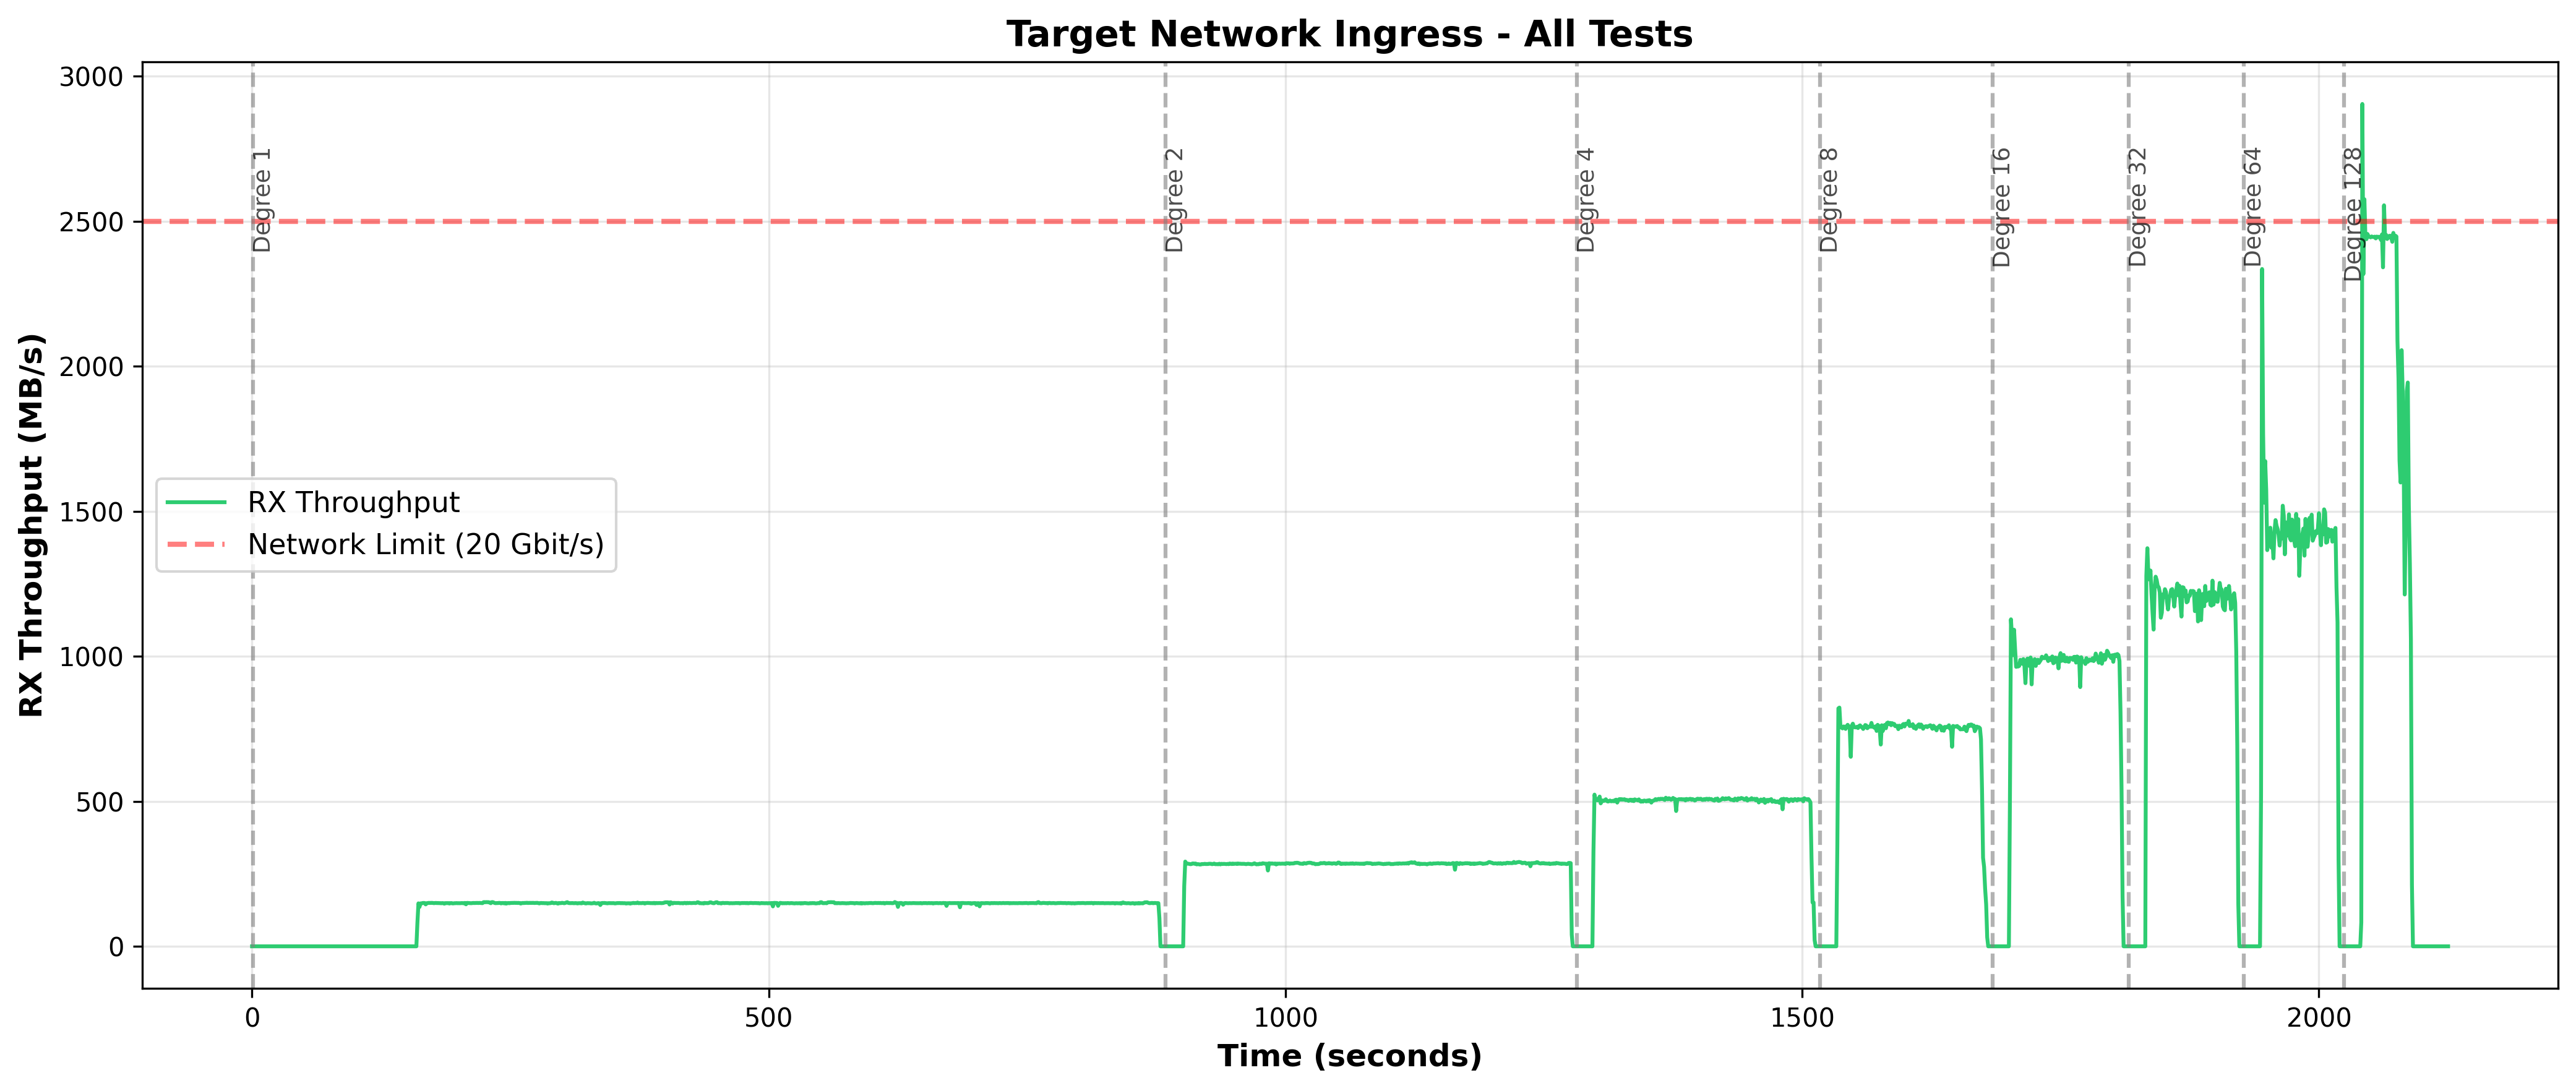 Target Network Ingress - All Tests
RX Throughput (MB/s)
3000
2500
2000
1500
1000
500
0
Degree 1
Degree 2
Degree 4
Degree 8
Degree 16
Degree 32
Degree 64
Degree 128
RX Throughput
Network Limit (20 Gbit/s)
0
500
1000
1500
2000
Time (seconds)